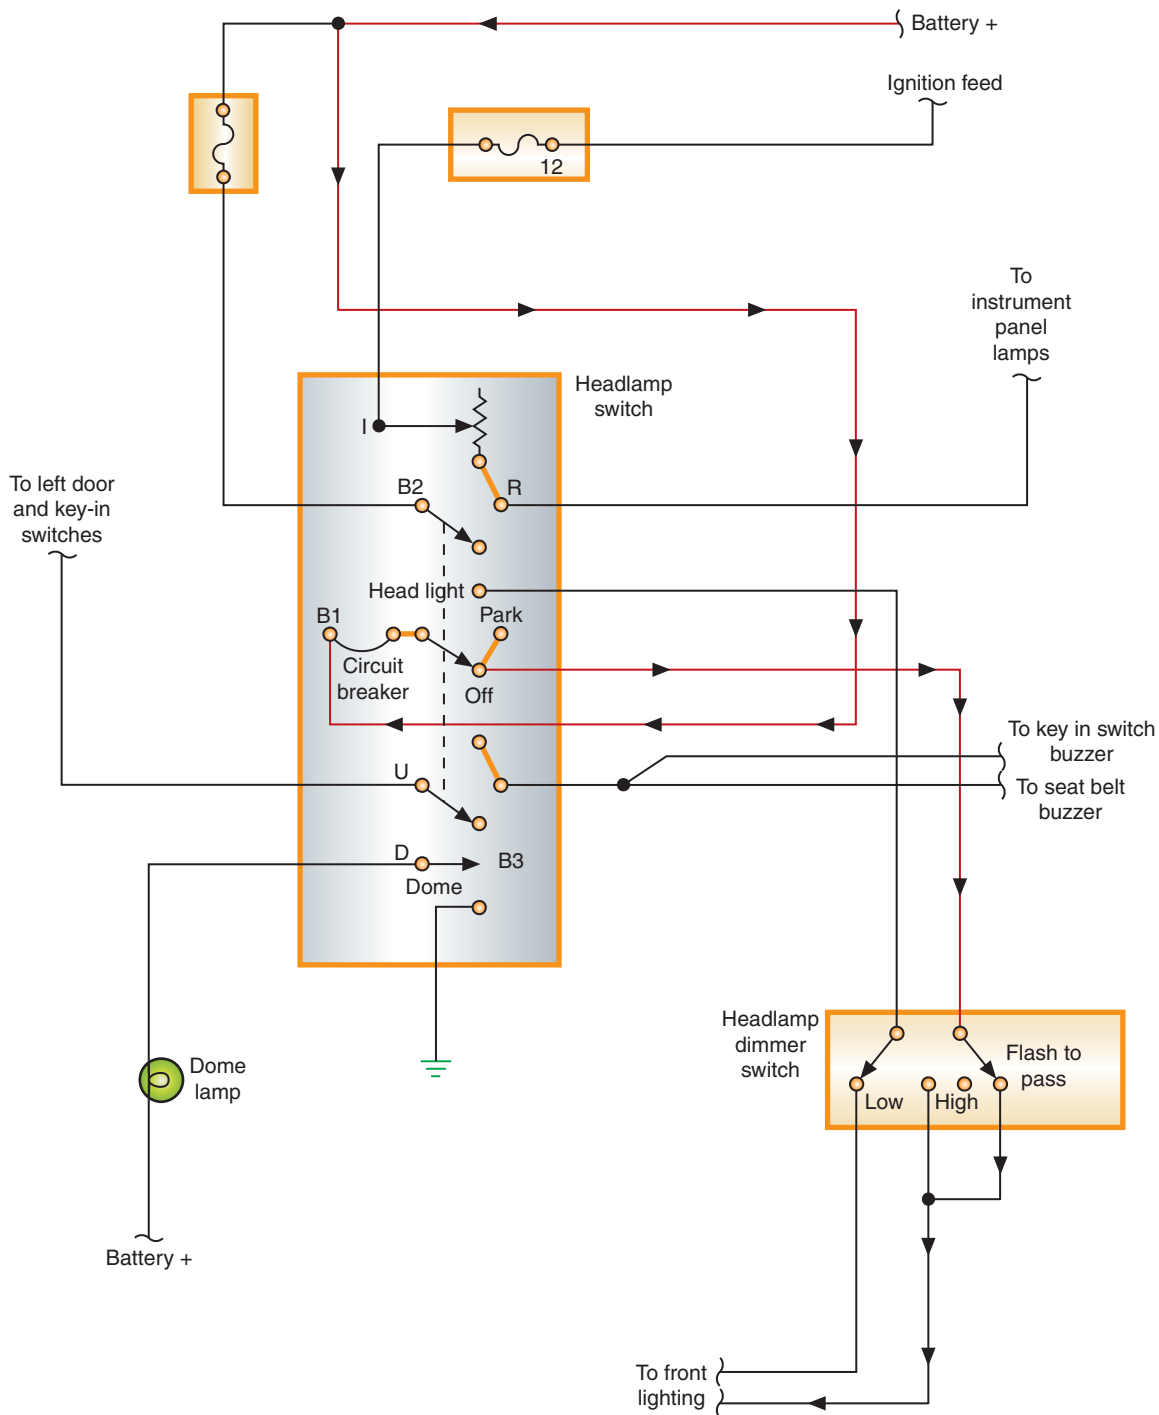 Battery +
Ignition feed
12
To
instrument
panel
lamps
Headlamp
switch
I
To left door
and key-in
switches
B2
R
Head light
B1
Park
Circuit
breaker
Off
To key in switch
buzzer
U
To seat belt
buzzer
D
B3
Dome
Headlamp
dimmer
switch
Flash to
pass
Dome
lamp
Low
High
Battery +
To front
lighting